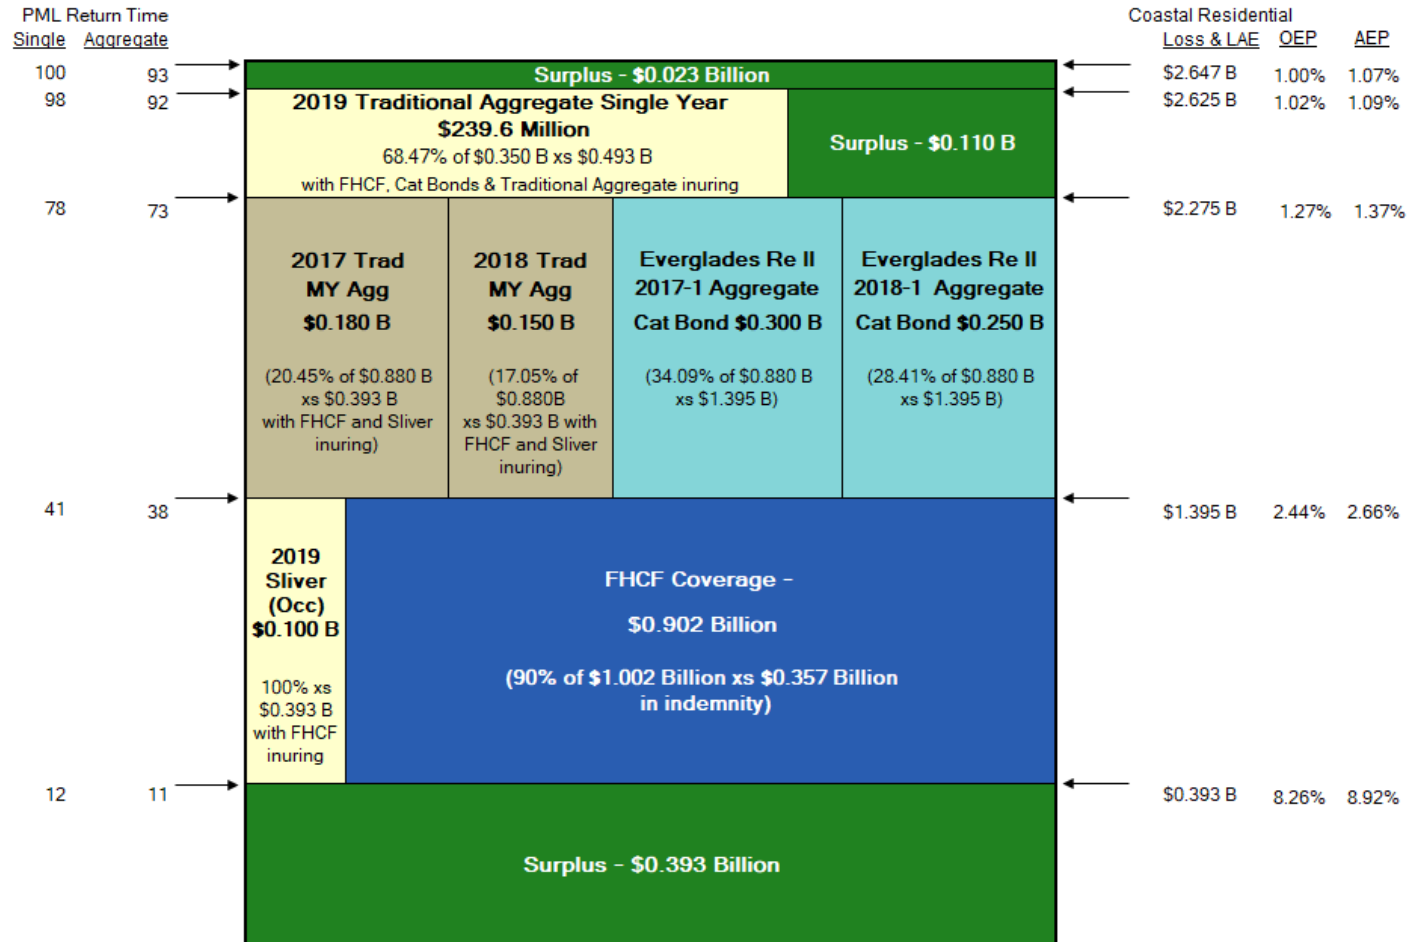 PML Return Time
Single Aggregate
Coastal Residential
Loss & LAE OEP AEP
100 93
$2.647 B 1.00% 1.07%
Surplus - $0.023 Billion
98 92
$2.625 B 1.02% 1.09%
2019 Traditional Aggregate Single Year
$239.6 Million
68.47% of $0.350 B xs $0.493 B
with FHCF, Cat Bonds & Traditional Aggregate inuring
Surplus - $0.110 B
78 73
$2.275 B 1.27% 1.37%
2017 Trad
MY Agg
$0.180 B
(20.45% of $0.880 B
xs $0.393 B
with FHCF and Sliver
inuring)
2018 Trad
MY Agg
$0.150 B
(17.05% of
$0.880B
xs $0.393 B with
FHCF and Sliver
inuring)
Everglades Re II
2017-1 Aggregate
Cat Bond $0.300 B
(34.09% of $0.880 B
xs $1.395 B)
Everglades Re II
2018-1 Aggregate
Cat Bond $0.250 B
(28.41% of $0.880 B
xs $1.395 B)
41 38
$1.395 B 2.44% 2.66%
2019
Sliver
(Occ)
$0.100 B
100% xs
$0.393 B
with FHCF
inuring
FHCF Coverage -
$0.902 Billion
(90% of $1.002 Billion xs $0.357 Billion
in indemnity)
12 11
$0.393 B 8.26% 8.92%
Surplus - $0.393 Billion